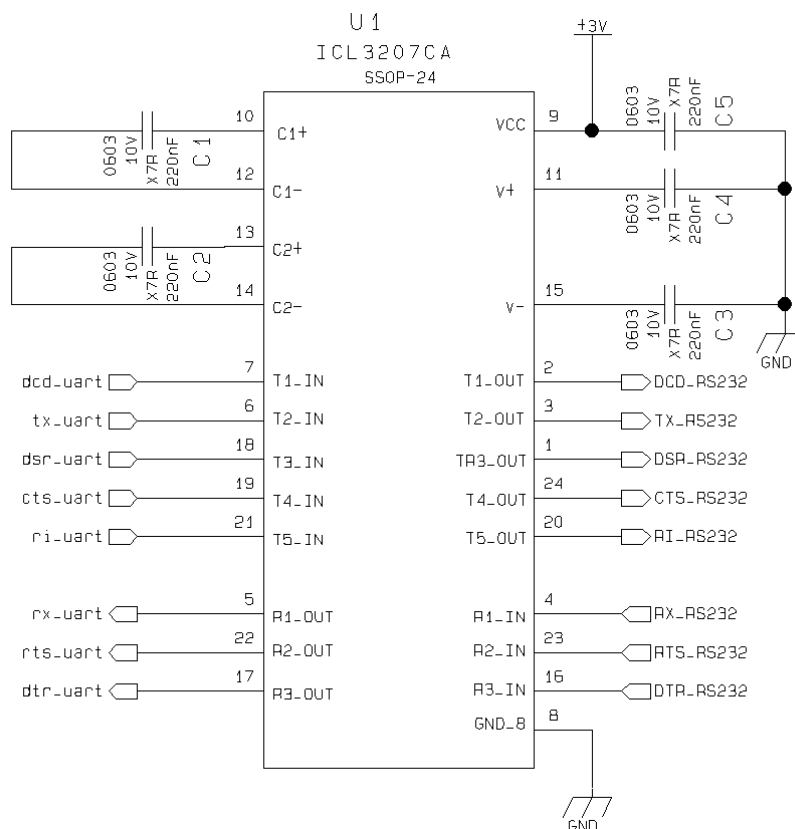 U1
ICL3207CA
SSOP-24
+3V
10
C1+
0603
10V
X7R
220nF
C1
12
C1-
13
C2+
0603
10V
X7R
220nF
C2
14
C2-
VCC
9
0603
10V
X7R
220nF
C5
V+
11
0603
10V
X7R
220nF
C4
V-
15
0603
10V
X7R
220nF
C3
GND
dcd_uart
7
T1_IN
T1_OUT
2
DCD_RS232
tx_uart
6
T2_IN
T2_OUT
3
TX_RS232
dsr_uart
18
T3_IN
TR3_OUT
1
DSR_RS232
cts_uart
19
T4_IN
T4_OUT
24
CTS_RS232
ri_uart
21
T5_IN
T5_OUT
20
RI_RS232
rx_uart
5
R1_OUT
R1_IN
4
RX_RS232
rts_uart
22
R2_OUT
R2_IN
23
RTS_RS232
dtr_uart
17
R3_OUT
R3_IN
16
DTR_RS232
GND_8
8
GND